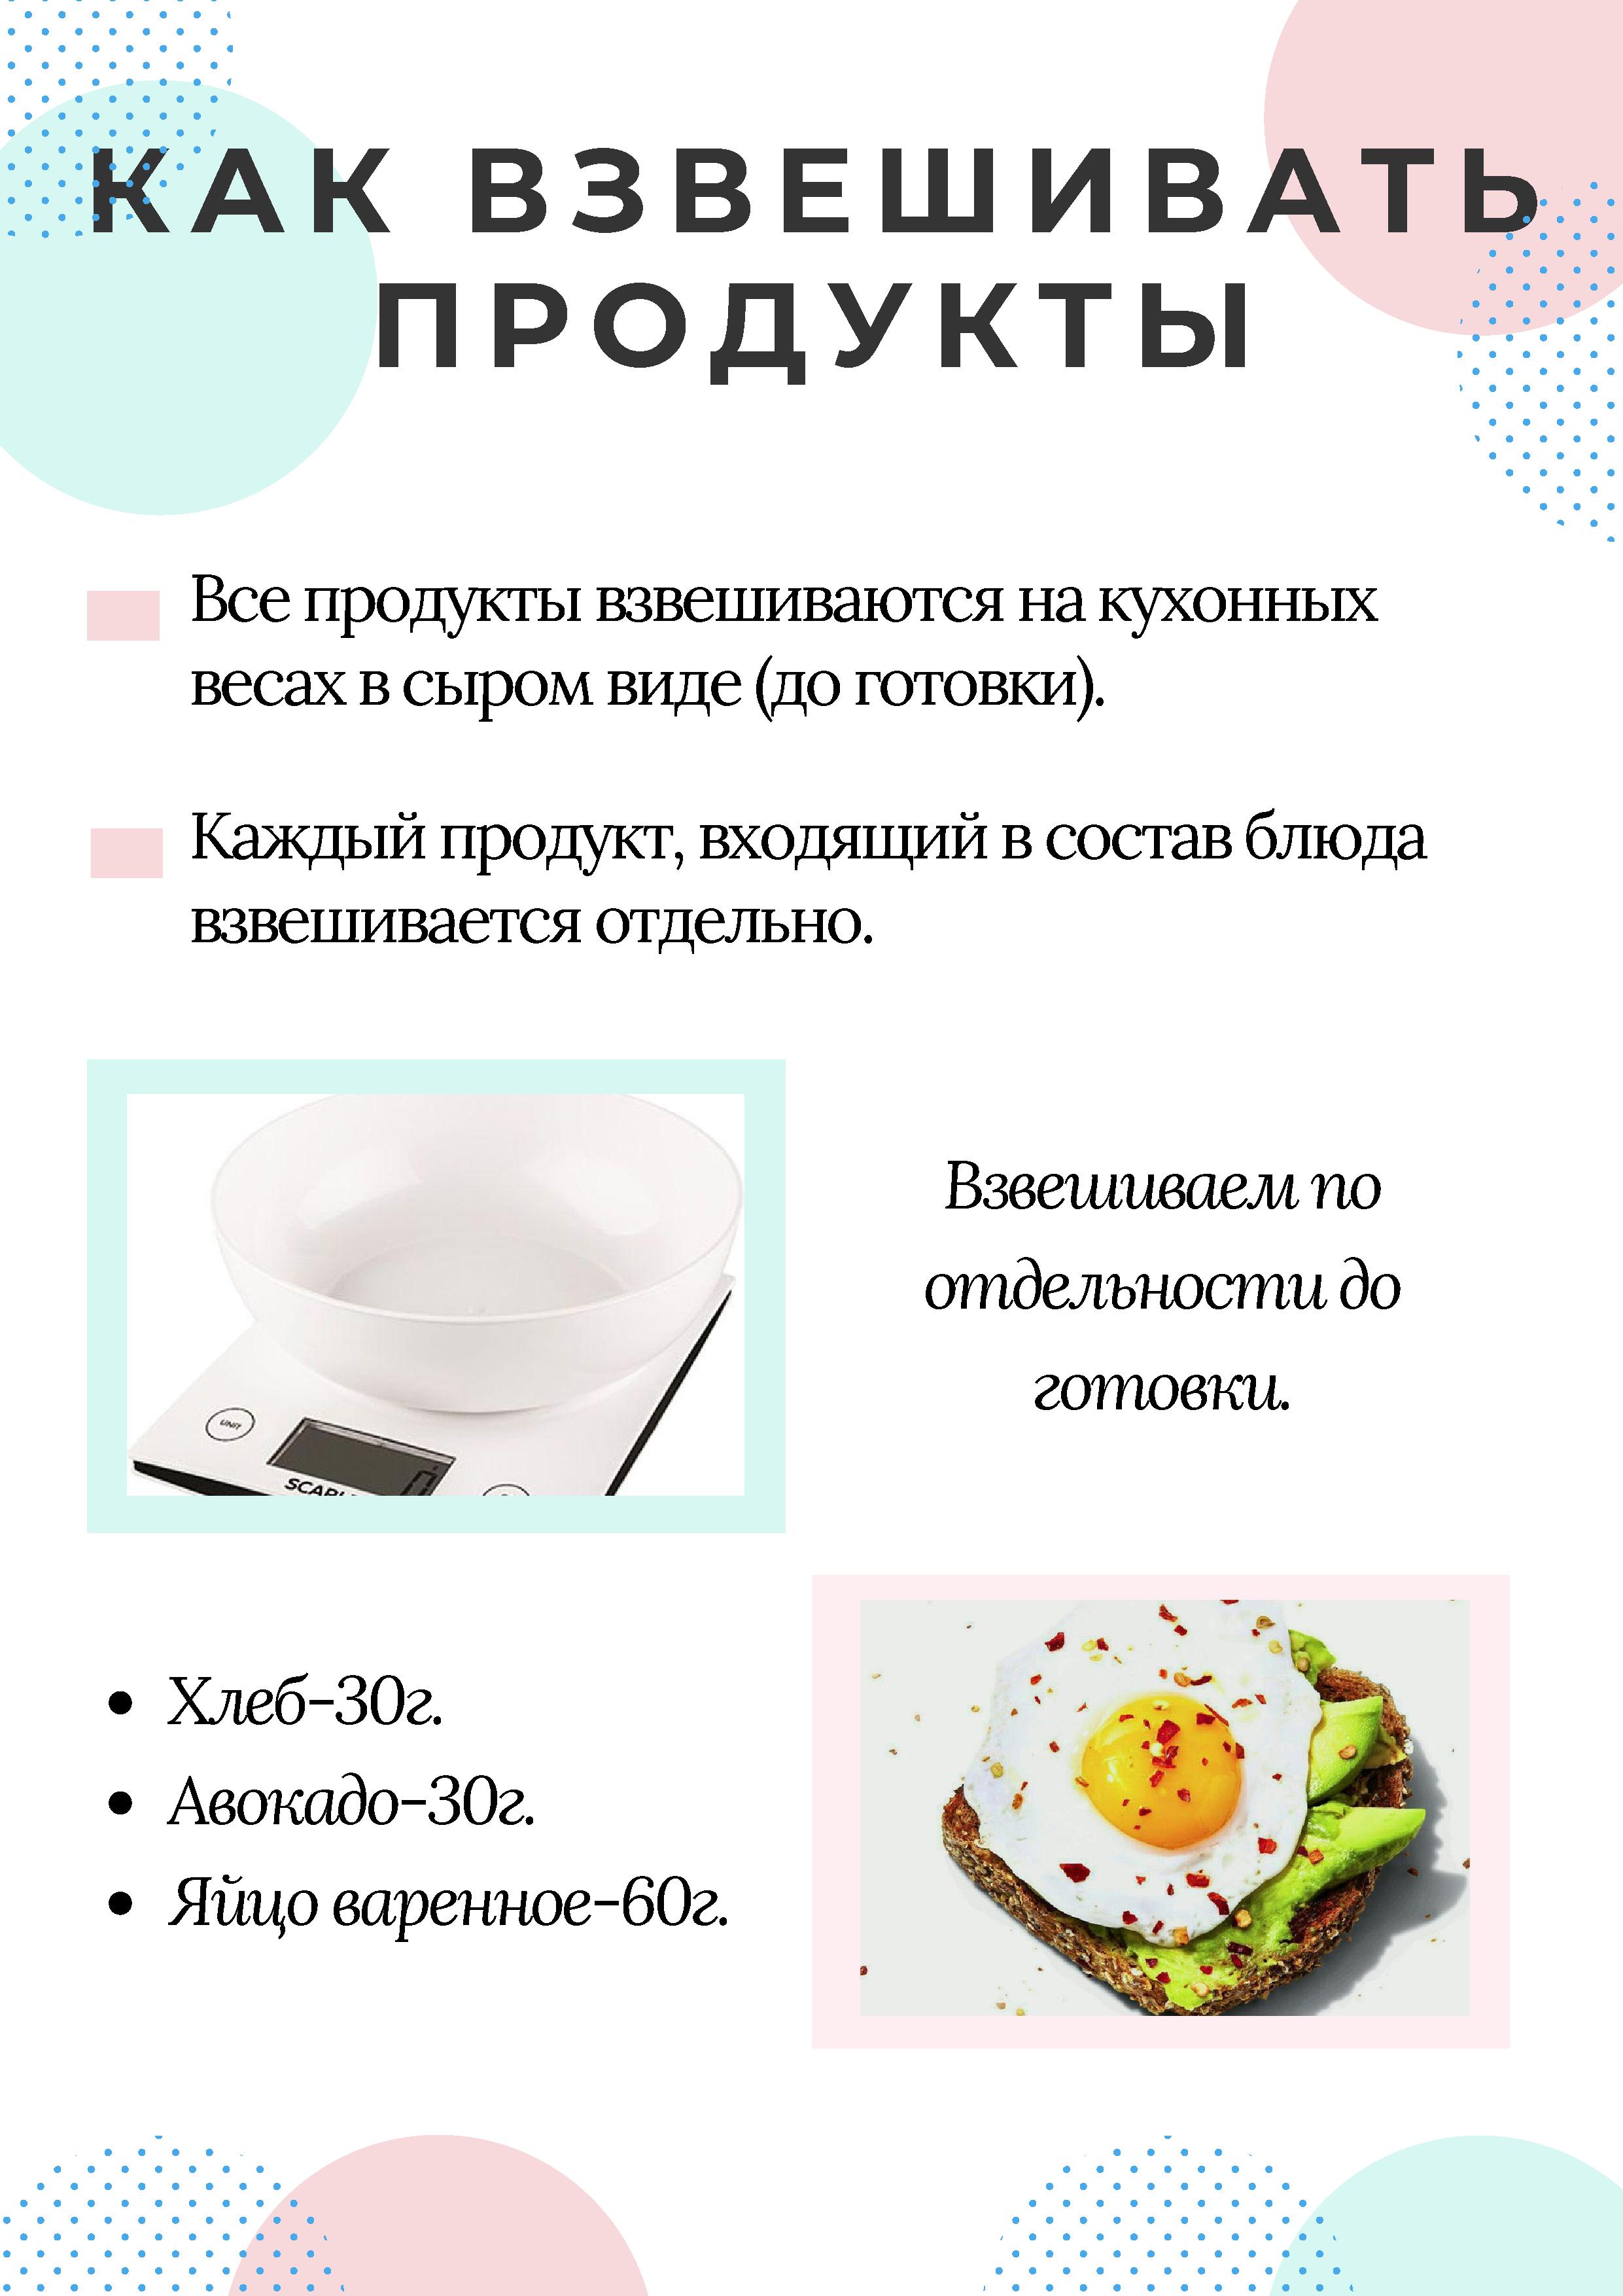 КАК ВЗВЕШИВАТЬ
ПРОДУКТЫ
Все продукты взвешиваются на кухонных
весах в сыром виде (до готовки).
Каждый продукт, входящий в состав блюда
взвешивается отдельно.
UNIT
Взвешиваем по
отдельности до
готовки.
• Хлеб-30г.
• Авокадо-30г.
• Яйцо варенное-60г.